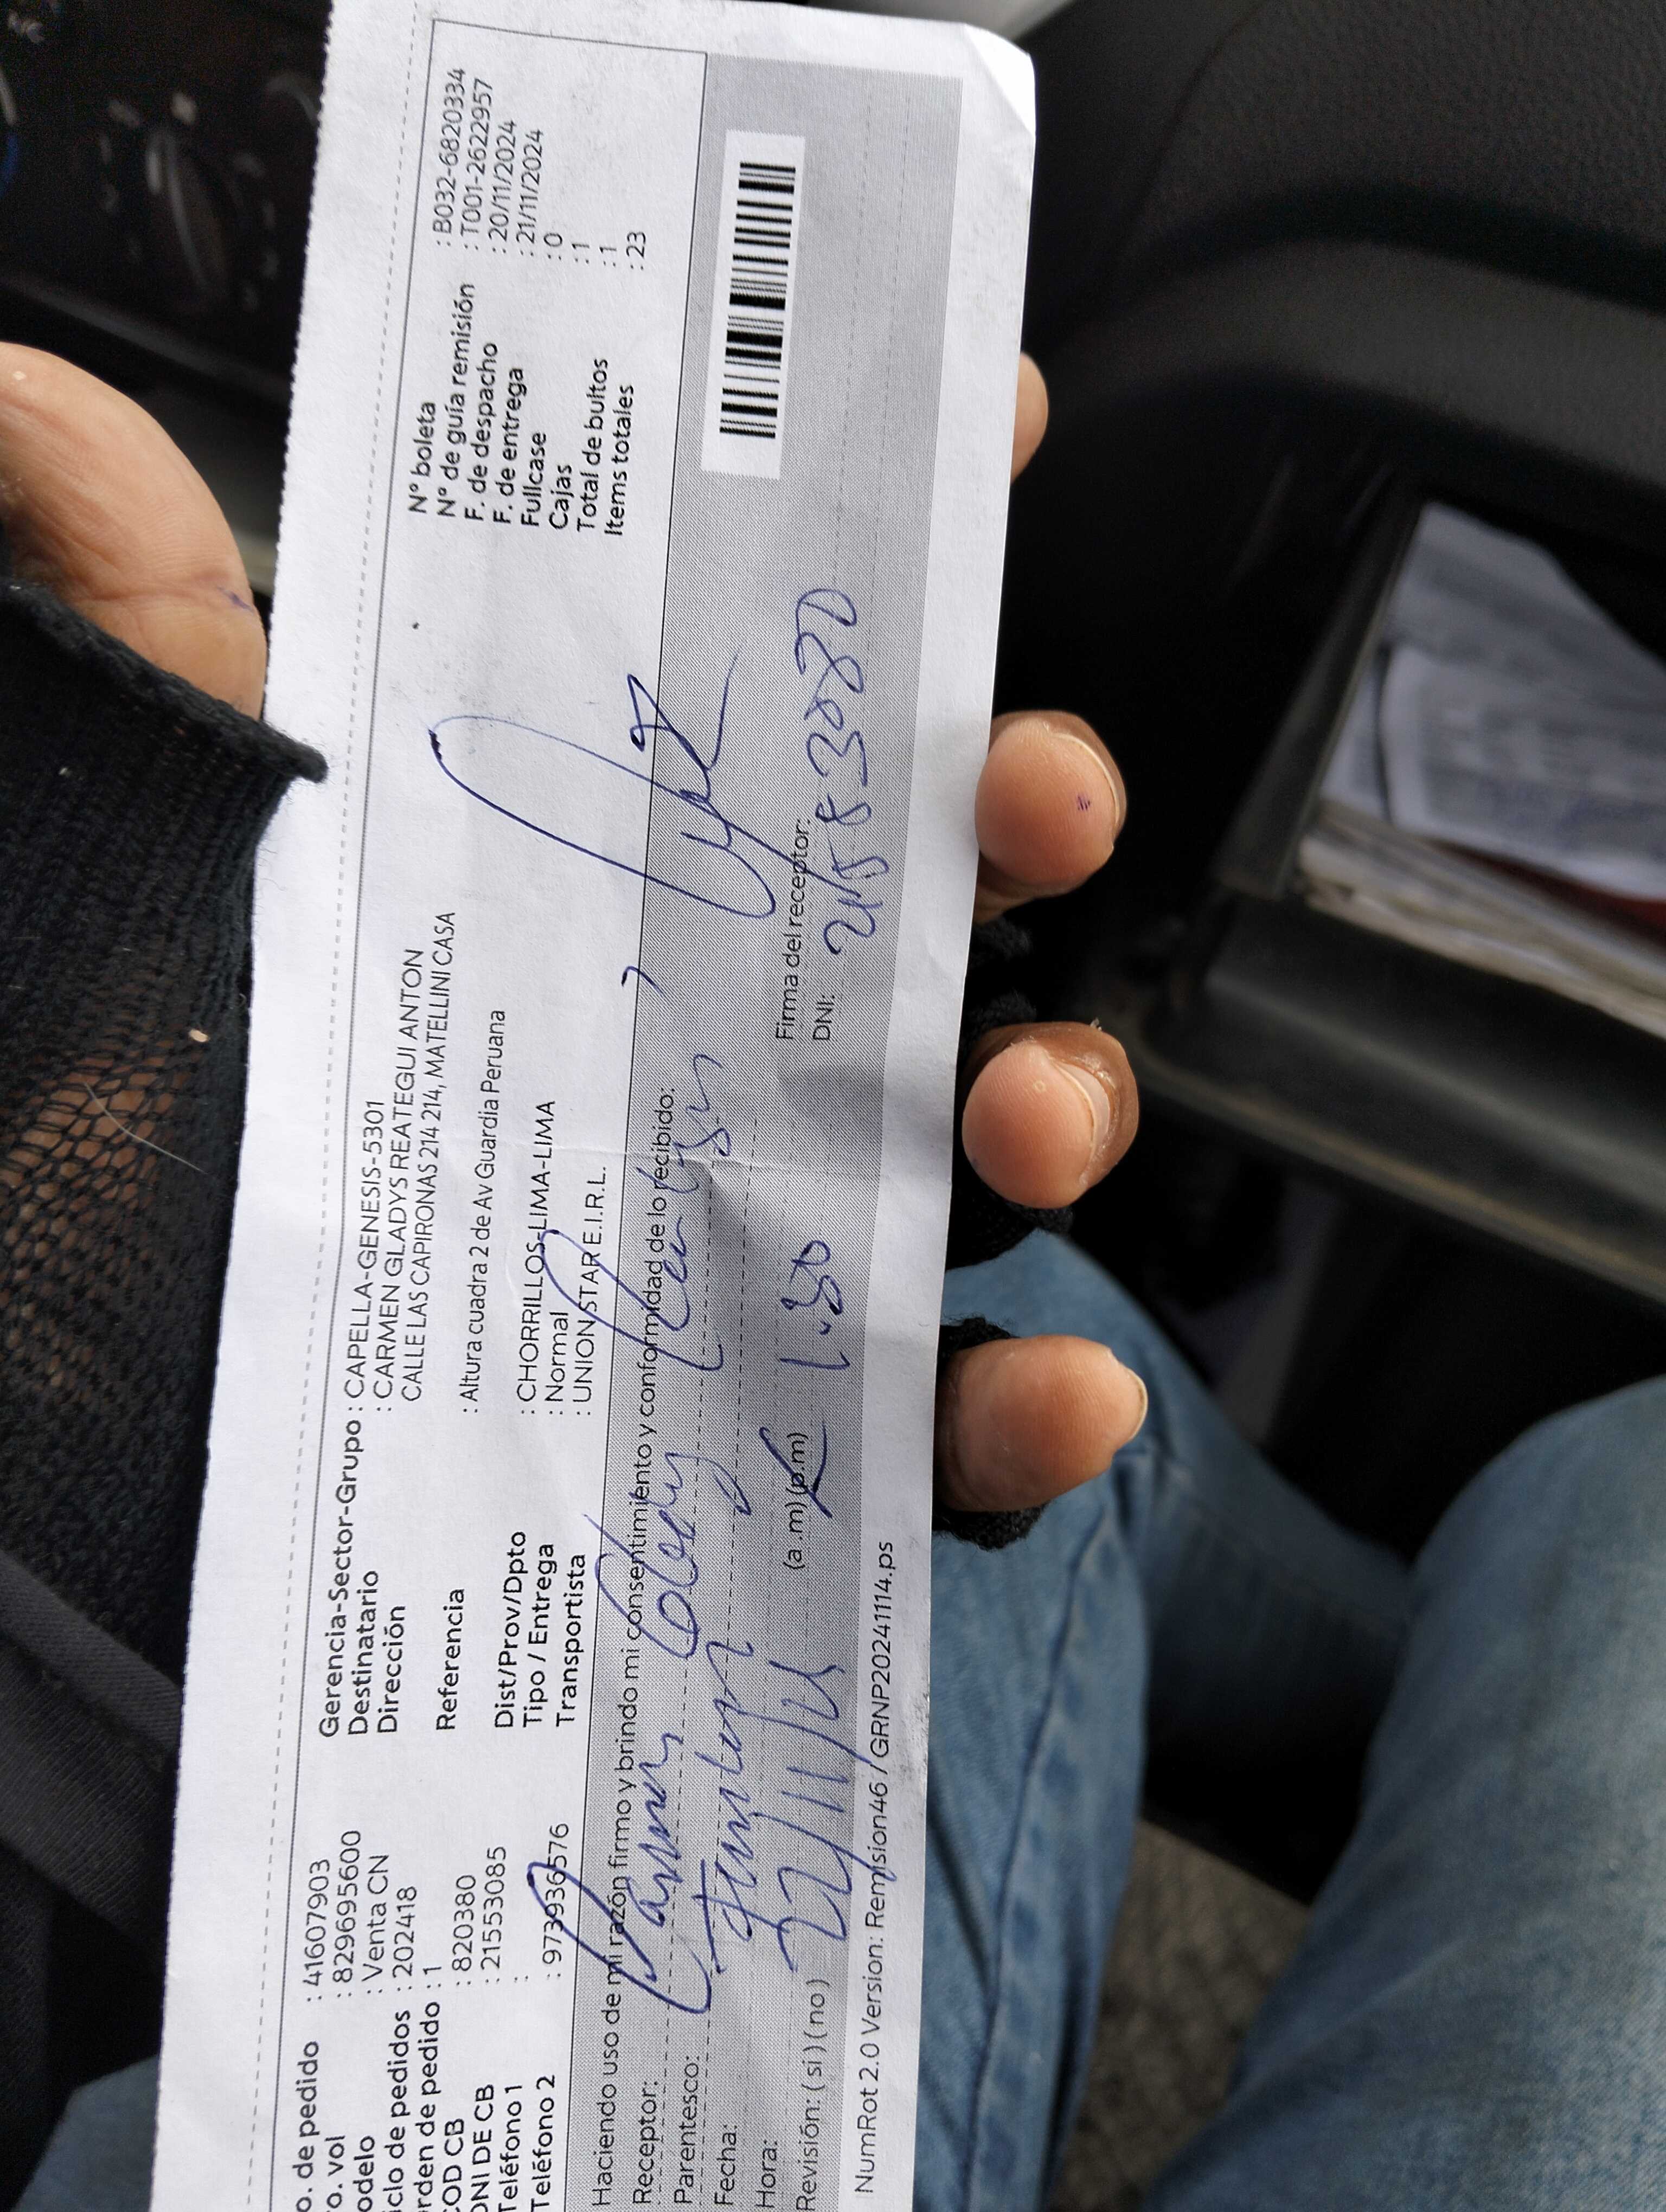 o. de pedido : 41607903
o. vol : 829695600
odelo : Venta CN
iclo de pedidos : 202418
rden de pedido : 1
COD CB : 820380
DNI DE CB : 21553085
Teléfono 1 :
Teléfono 2 : 973936576
Gerencia-Sector-Grupo : CAPELLA-GENESIS-5301
Destinatario : CARMEN GLADYS REATEGUI ANTON
Dirección CALLE LAS CAPIRONAS 214 214, MATELLINI CASA
Referencia : Altura cuadra 2 de Av Guardia Peruana
Dist/Prov/Dpto : CHORRILLOS-LIMA-LIMA
Tipo / Entrega : Normal
Transportista : UNION STAR E.I.R.L.
N° boleta : B032-6820334
N° de guía remisión : T001-2622957
F. de despacho : 20/11/2024
F. de entrega : 21/11/2024
Fullcase : 0
Cajas : 1
Total de bultos : 1
Items totales : 23
Haciendo uso de mi razón firmo y brindo mi consentimiento y conformidad de lo recibido:
Receptor: Carmen
Parentesco:
Fecha: 22/11/
Hora: (a .m) (p.m) 1:30
Revisión: ( si ) ( no )
Firma del receptor:
DNI:
NumRot 2.0 Version: Remision46 / GRNP20241114.ps